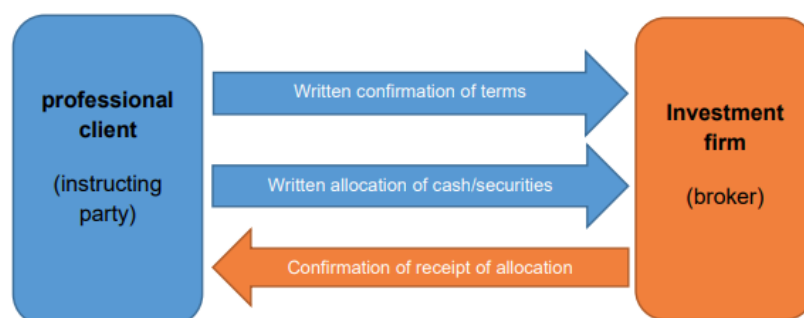 professional
client
(instructing
party)
Written confirmation of terms
Written allocation of cash/securities
Confirmation of receipt of allocation
Investment
firm
(broker)